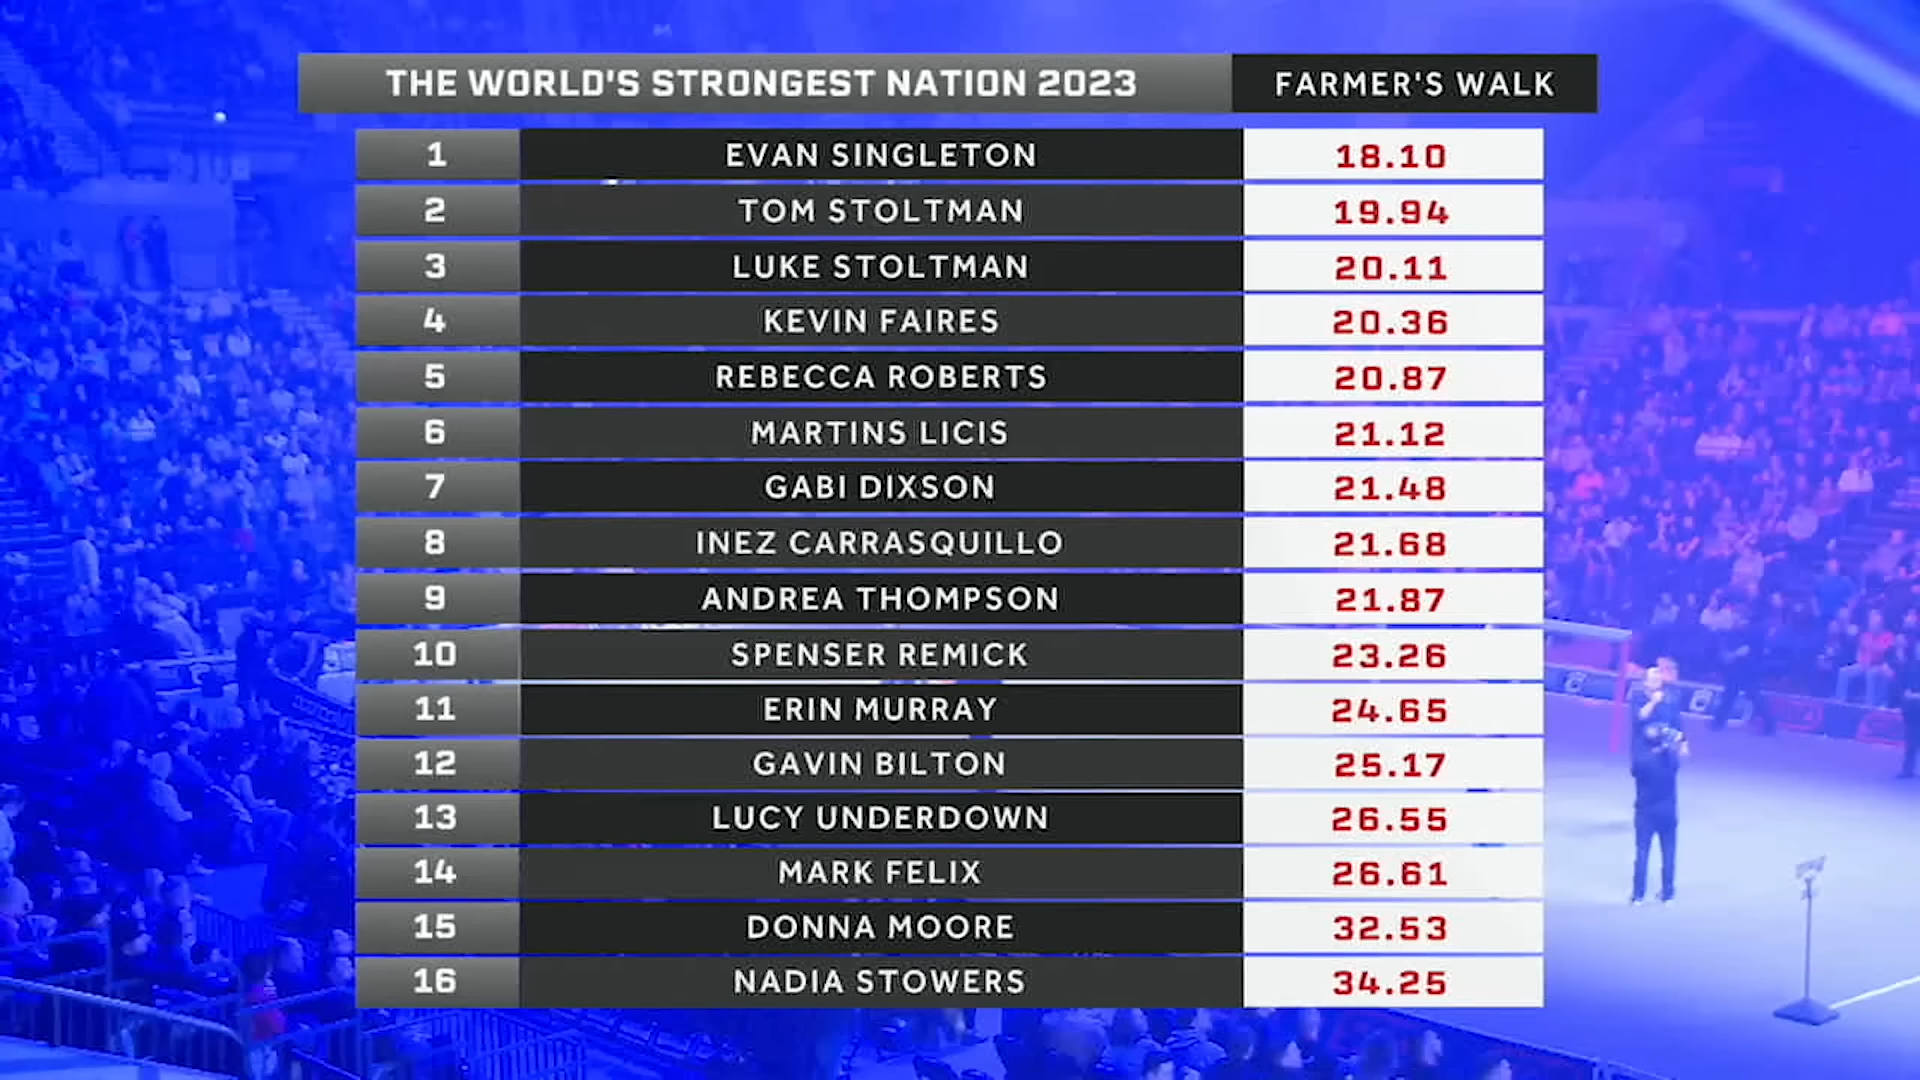 THE WORLD'S STRONGEST NATION 2023 FARMER'S WALK
1 EVAN SINGLETON 18.10
2 TOM STOLTMAN 19.94
3 LUKE STOLTMAN 20.11
4 KEVIN FAIRES 20.36
5 REBECCA ROBERTS 20.87
6 MARTINS LICIS 21.12
7 GABI DIXSON 21.48
8 INEZ CARRASQUILLO 21.68
9 ANDREA THOMPSON 21.87
10 SPENSER REMICK 23.26
11 ERIN MURRAY 24.65
12 GAVIN BILTON 25.17
13 LUCY UNDERDOWN 26.55
14 MARK FELIX 26.61
15 DONNA MOORE 32.53
16 NADIA STOWERS 34.25